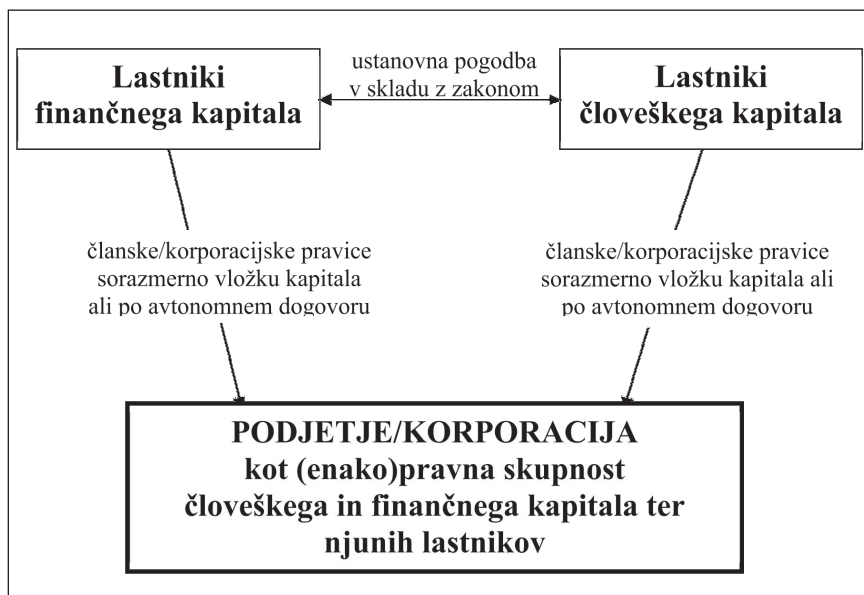 Lastniki
finančnega kapitala
ustanovna pogodba
v skladu z zakonom
Lastniki
človeškega kapitala
članske/korporacijske pravice
sorazmerno vložku kapitala
ali po avtonomnem dogovoru
članske/korporacijske pravice
sorazmerno vložku kapitala ali
po avtonomnem dogovoru
PODJETJE/KORPORACIJA
kot (enako)pravna skupnost
človeškega in finančnega kapitala ter
njunih lastnikov